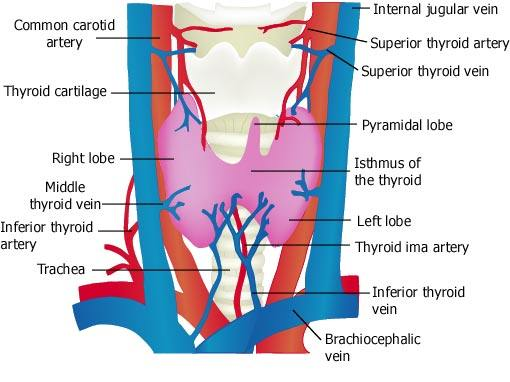 Internal jugular vein
Common carotid
artery
Superior thyroid artery
Superior thyroid vein
Thyroid cartilage
Pyramidal lobe
Right lobe
Isthmus of
the thyroid
Middle
thyroid vein
Left lobe
Inferior thyroid
artery
Thyroid ima artery
Trachea
Inferior thyroid
vein
Brachiocephalic
vein